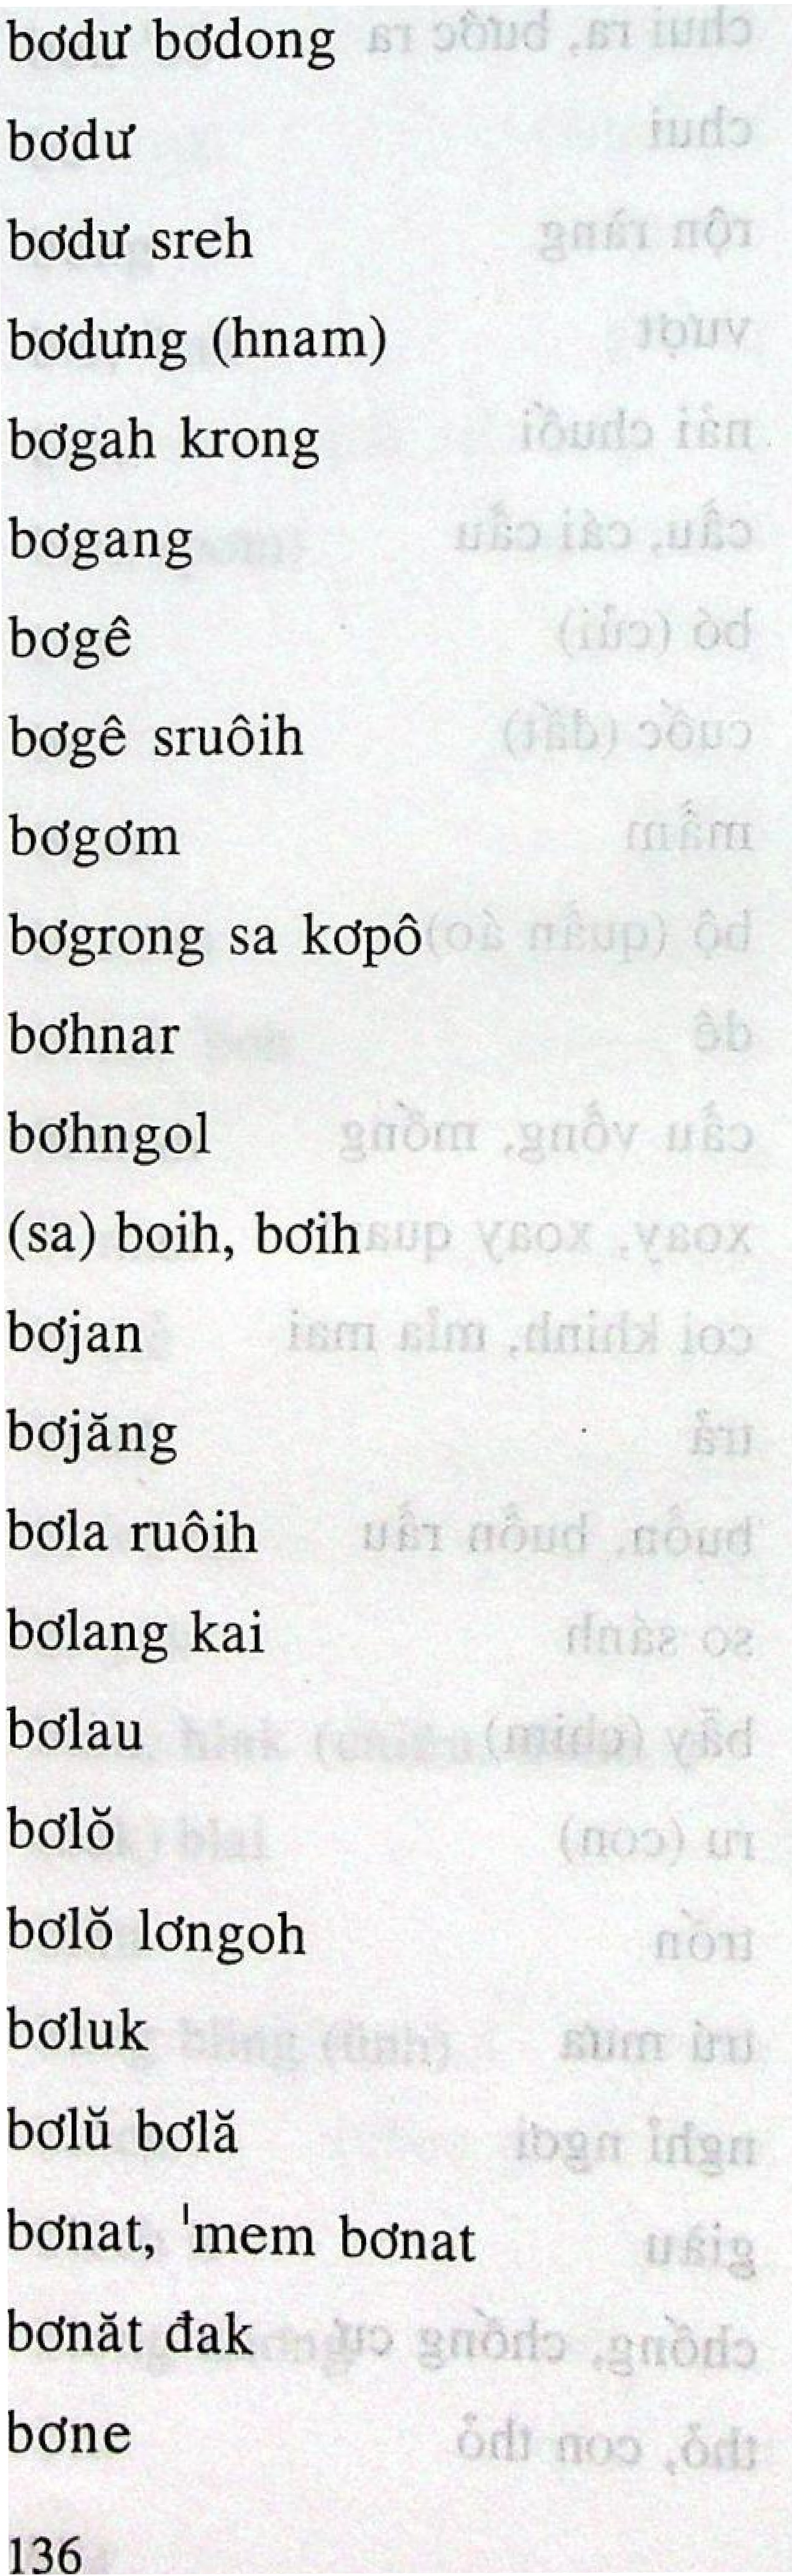 bơdư bơdong
bơdư
bơdư sreh
bơdưng (hnam)
bơgah krong
bơgang
bơgê
bơgê sruôih
bơgơm
bơgrong sa kơpô
bơhnar
bơhngol
(sa) boih, bơih
bơjan
bơjăng
bơla ruôih
bơlang kai
bơlau
bơlŏ
bơlŏ lơngoh
bơluk
bơlŭ bơlă
bơnat, 'mem bơnat
bơnăt đak
bơne
136